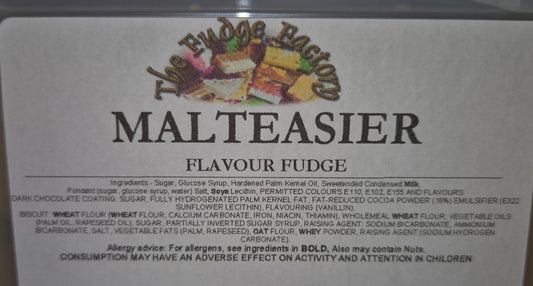 The Fudge Factory
MALTEASIER
FLAVOUR FUDGE
Ingredients - Sugar, Glucose Syrup, Hardened Palm Kernel Oil, Sweetended Condensed Milk,
Fondant (sugar, glucose syrup, water) Salt, Soya Lecithin, PERMITTED COLOURS E110, E102, E155 AND FLAVOURS.
DARK CHOCOLATE COATING: SUGAR, FULLY HYDROGENATED PALM KERNEL FAT, FAT-REDUCED COCOA POWDER (16%) EMULSIFIER (E322
SUNFLOWER LECITHIN), FLAVOURING (VANILLIN).
BISCUIT: WHEAT FLOUR (WHEAT FLOUR, CALCIUM CARBONATE, IRON, NIACIN, THIAMIN), WHOLEMEAL WHEAT FLOUR, VEGETABLE OILS
(PALM OIL, RAPESEED OIL), SUGAR, PARTIALLY INVERTED SUGAR SYRUP, RAISING AGENT: SODIUM BICARBONATE, AMMONIUM
BICARBONATE, SALT, VEGETABLE FATS (PALM, RAPESEED), OAT FLOUR, WHEY POWDER, RAISING AGENT (SODIUM HYDROGEN
CARBONATE).
Allergy advice: For allergens, see ingredients in BOLD, Also may contain Nuts.
CONSUMPTION MAY HAVE AN ADVERSE EFFECT ON ACTIVITY AND ATTENTION IN CHILDREN